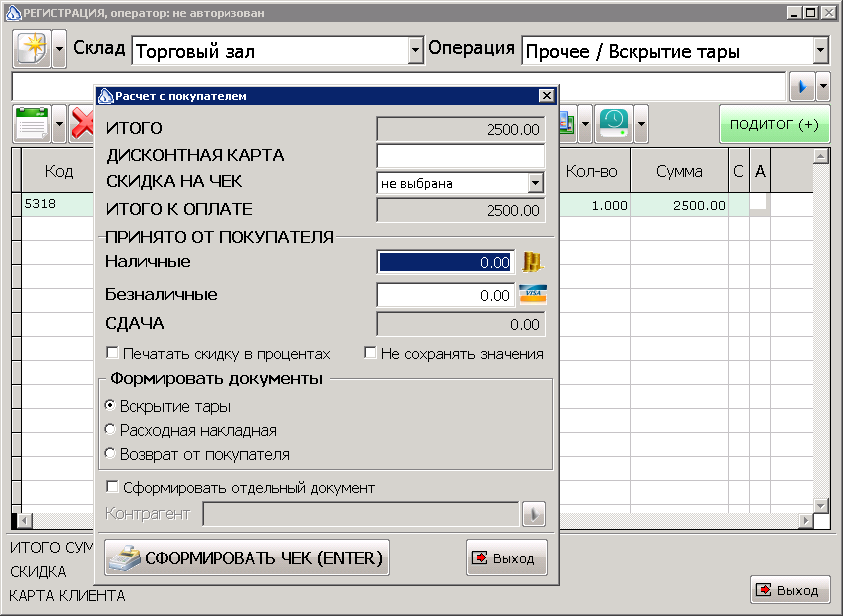 РЕГИСТРАЦИЯ, оператор: не авторизован
Склад Торговый зал Операция Прочее / Вскрытие тары
Расчет с покупателем
ИТОГО 2500.00
ДИСКОНТНАЯ КАРТА
СКИДКА НА ЧЕК не выбрана
ИТОГО К ОПЛАТЕ 2500.00
ПРИНЯТО ОТ ПОКУПАТЕЛЯ
Наличные 0.00
Безналичные 0.00 VISA
СДАЧА 0.00
Печатать скидку в процентах Не сохранять значения
Формировать документы
Вскрытие тары
Расходная накладная
Возврат от покупателя
Сформировать отдельный документ
Контрагент
СФОРМИРОВАТЬ ЧЕК (ENTER) Выход
ПОДИТОГ (+)
Код Кол-во Сумма С А
5318 1.000 2500.00
ИТОГО СУМ
СКИДКА
КАРТА КЛИЕНТА
Выход